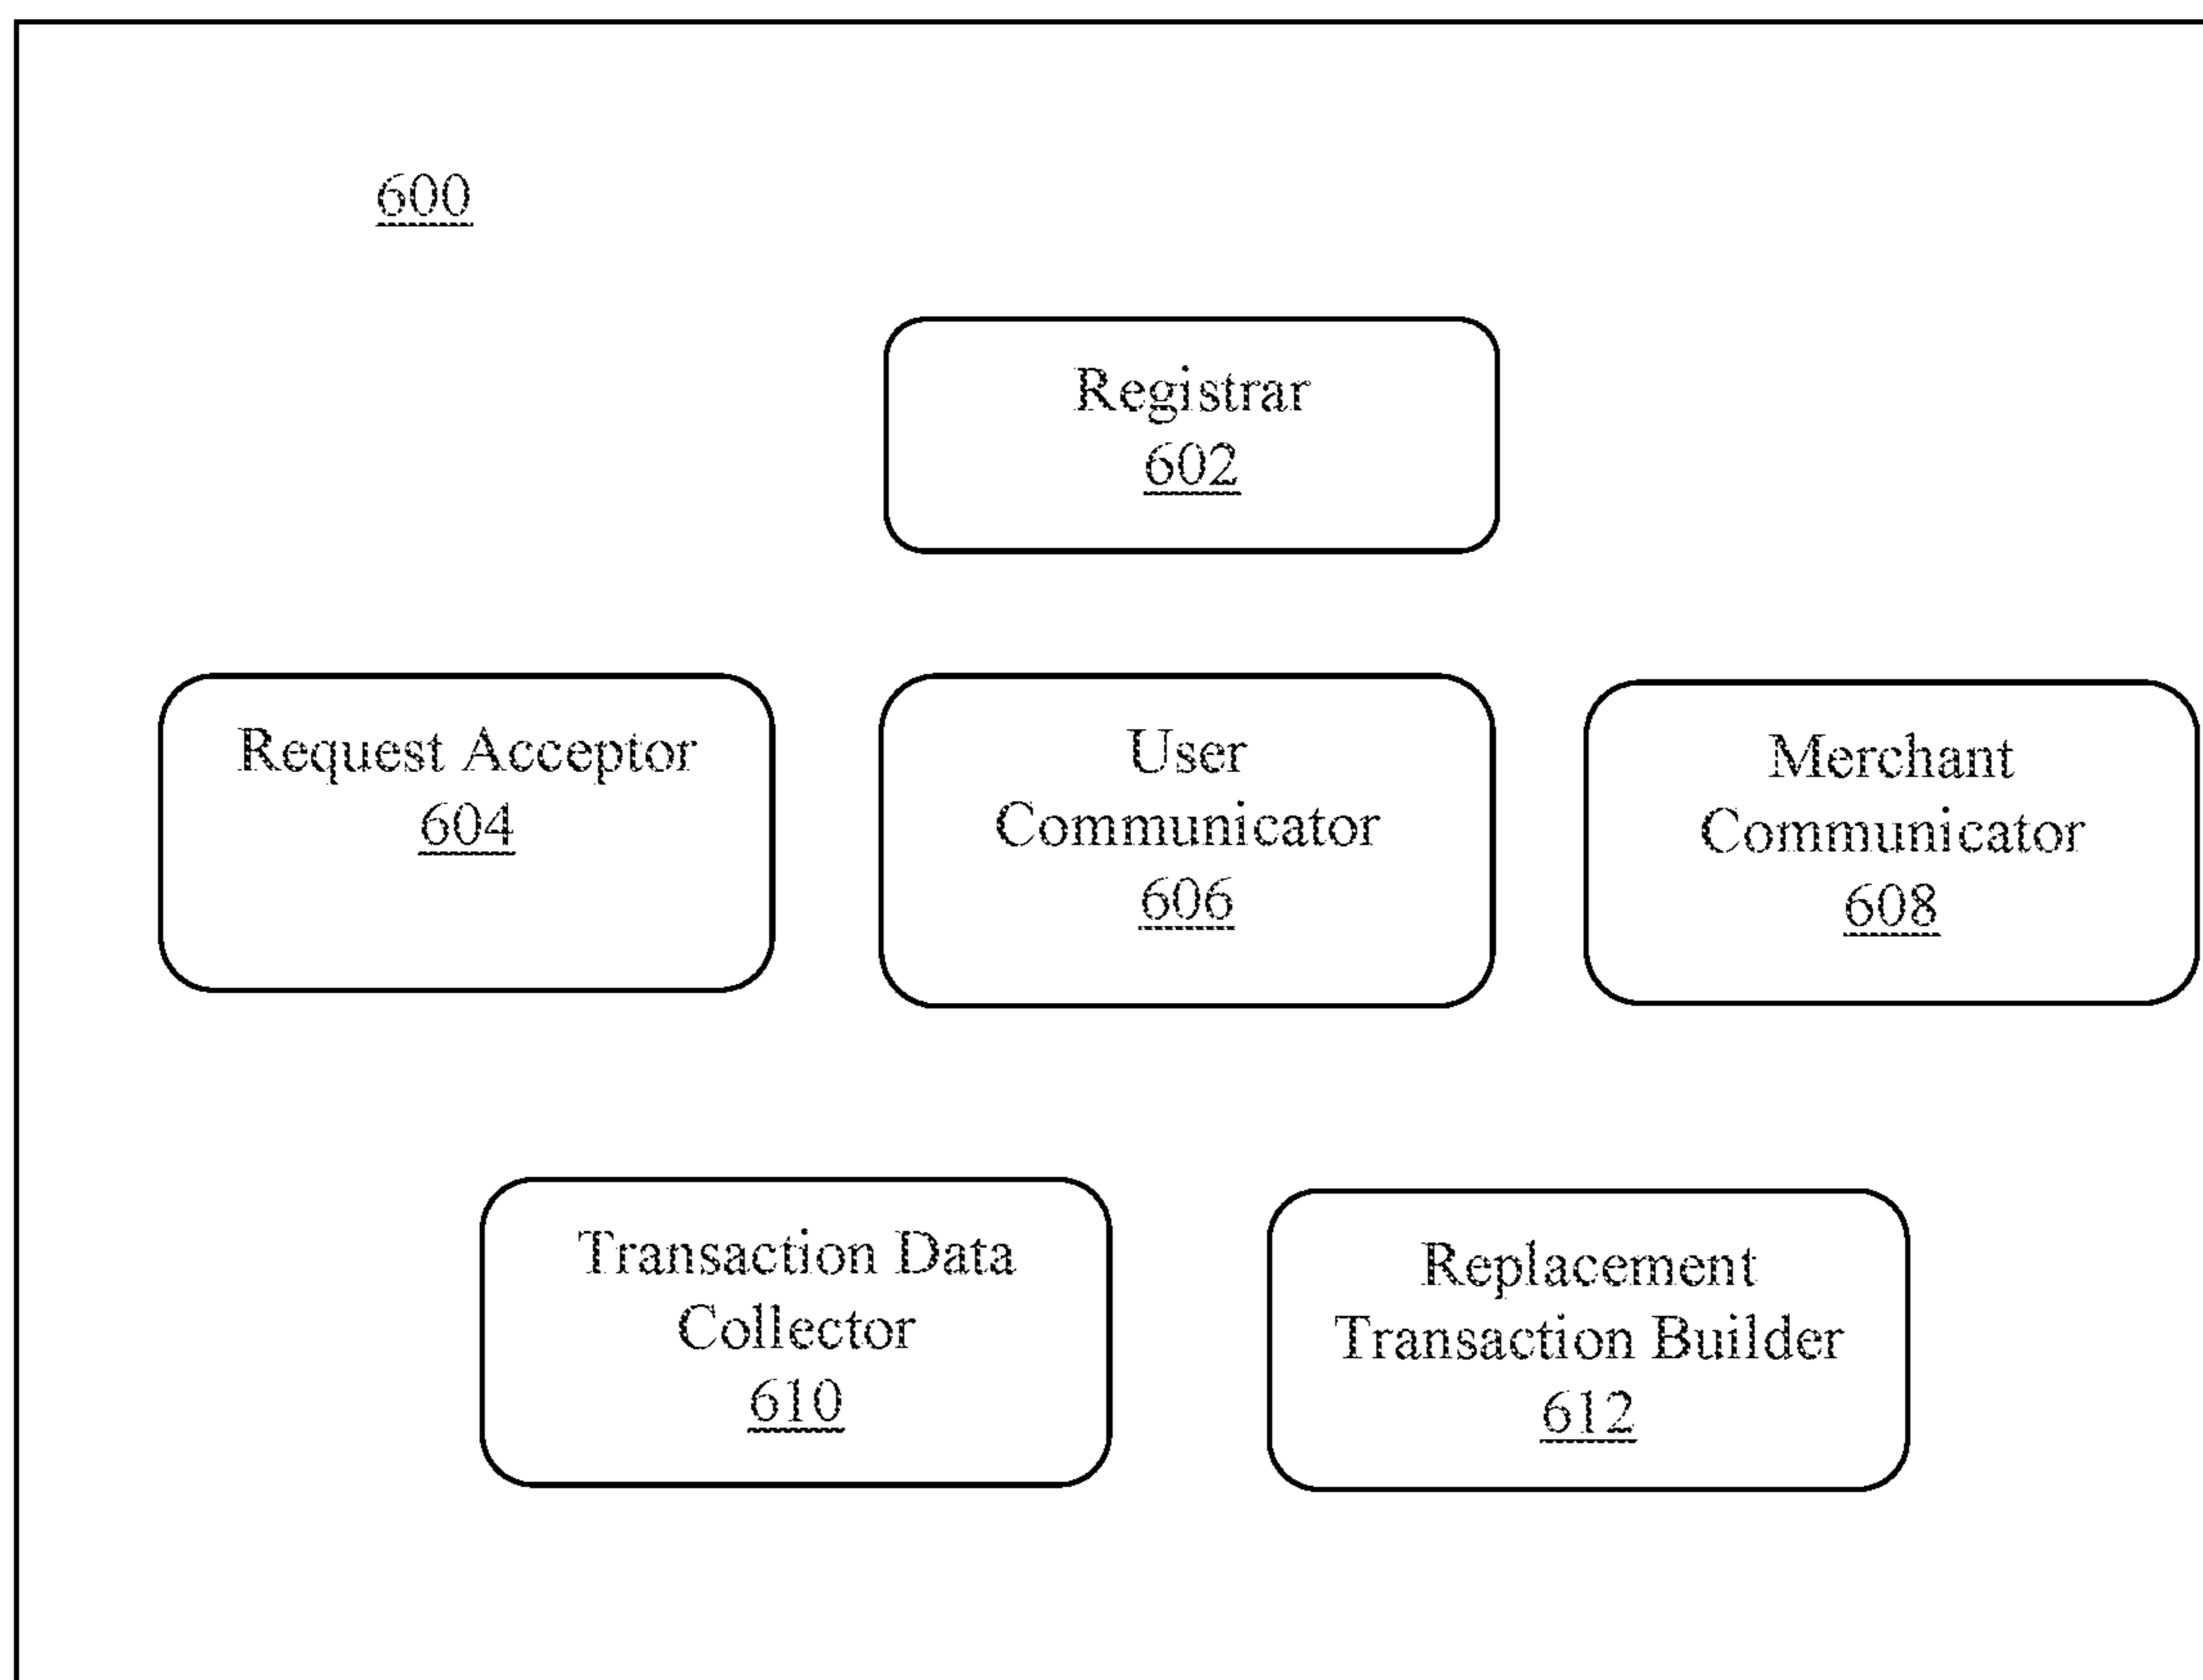 600
Registrar
602
Request Acceptor
604
User
Communicator
606
Merchant
Communicator
608
Transaction Data
Collector
610
Replacement
Transaction Builder
612